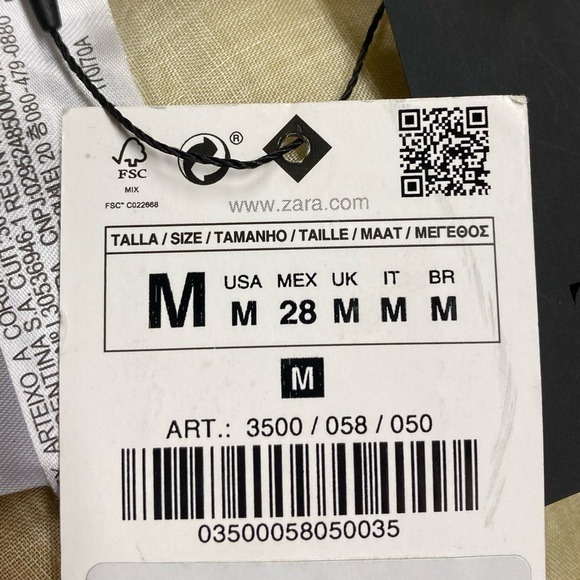 ®
FSC
MIX
FSC™ C022668
www.zara.com
TALLA / SIZE / TAMANHO / TAILLE / MAAT / ΜΕΓΕΘΟΣ
M USA MEX UK IT BR
M 28 M M M
M
ART.: 3500 / 058 / 050
03500058050035